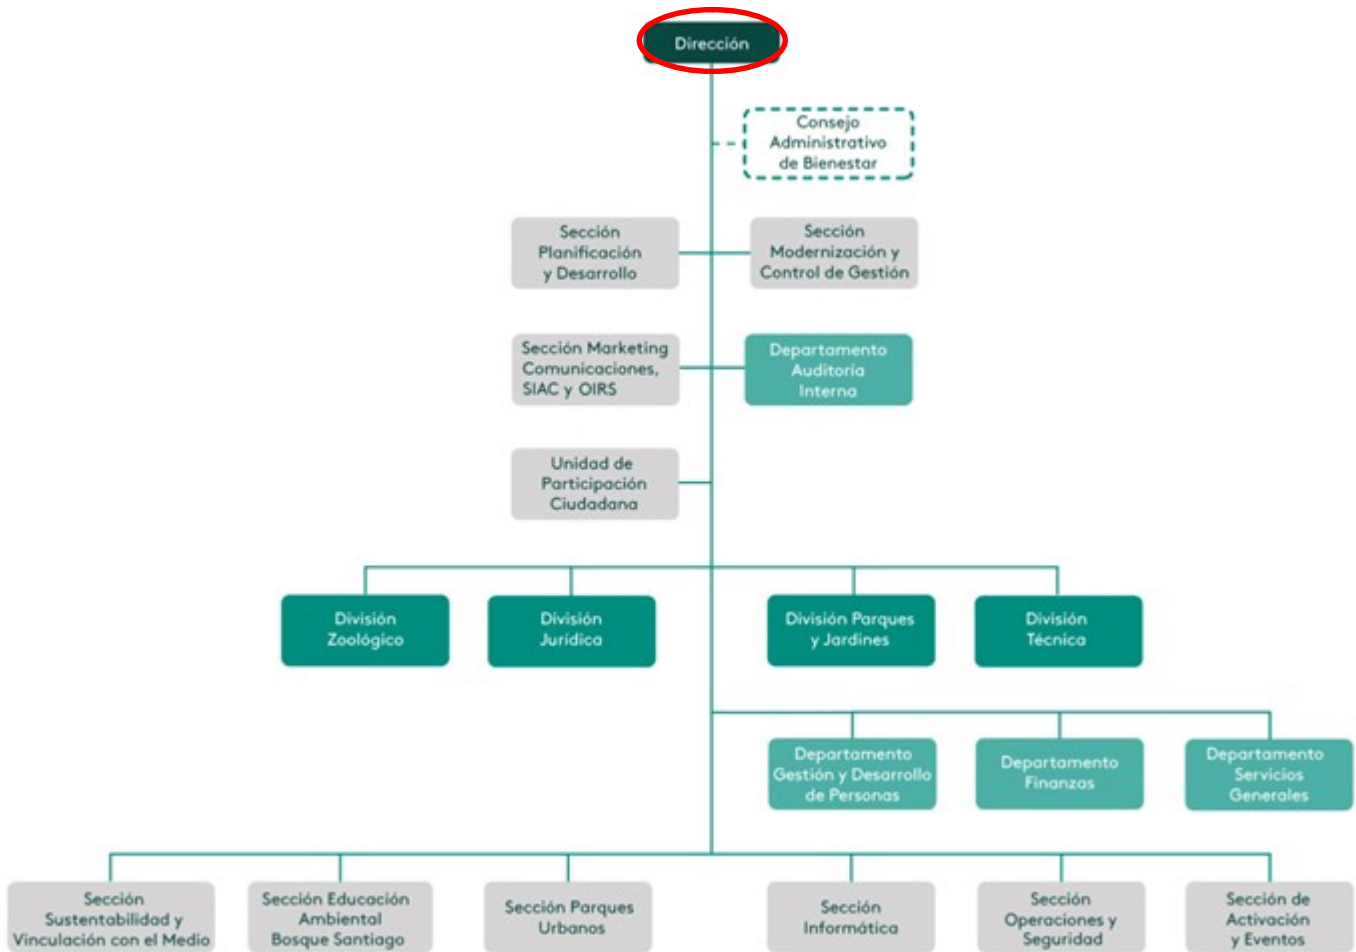 Dirección
Consejo
Administrativo
de Bienestar
Sección
Planificación
y Desarrollo
Sección
Modernización y
Control de Gestión
Sección Marketing
Comunicaciones,
SIAC y OIRS
Departamento
Auditoría
Interna
Unidad de
Participación
Ciudadana
División
Zoológico
División
Jurídica
División Parques
y Jardines
División
Técnica
Departamento
Gestión y Desarrollo
de Personas
Departamento
Finanzas
Departamento
Servicios
Generales
Sección
Sustentabilidad y
Vinculación con el Medio
Sección Educación
Ambiental
Bosque Santiago
Sección Parques
Urbanos
Sección
Informática
Sección
Operaciones y
Seguridad
Sección de
Activación
y Eventos